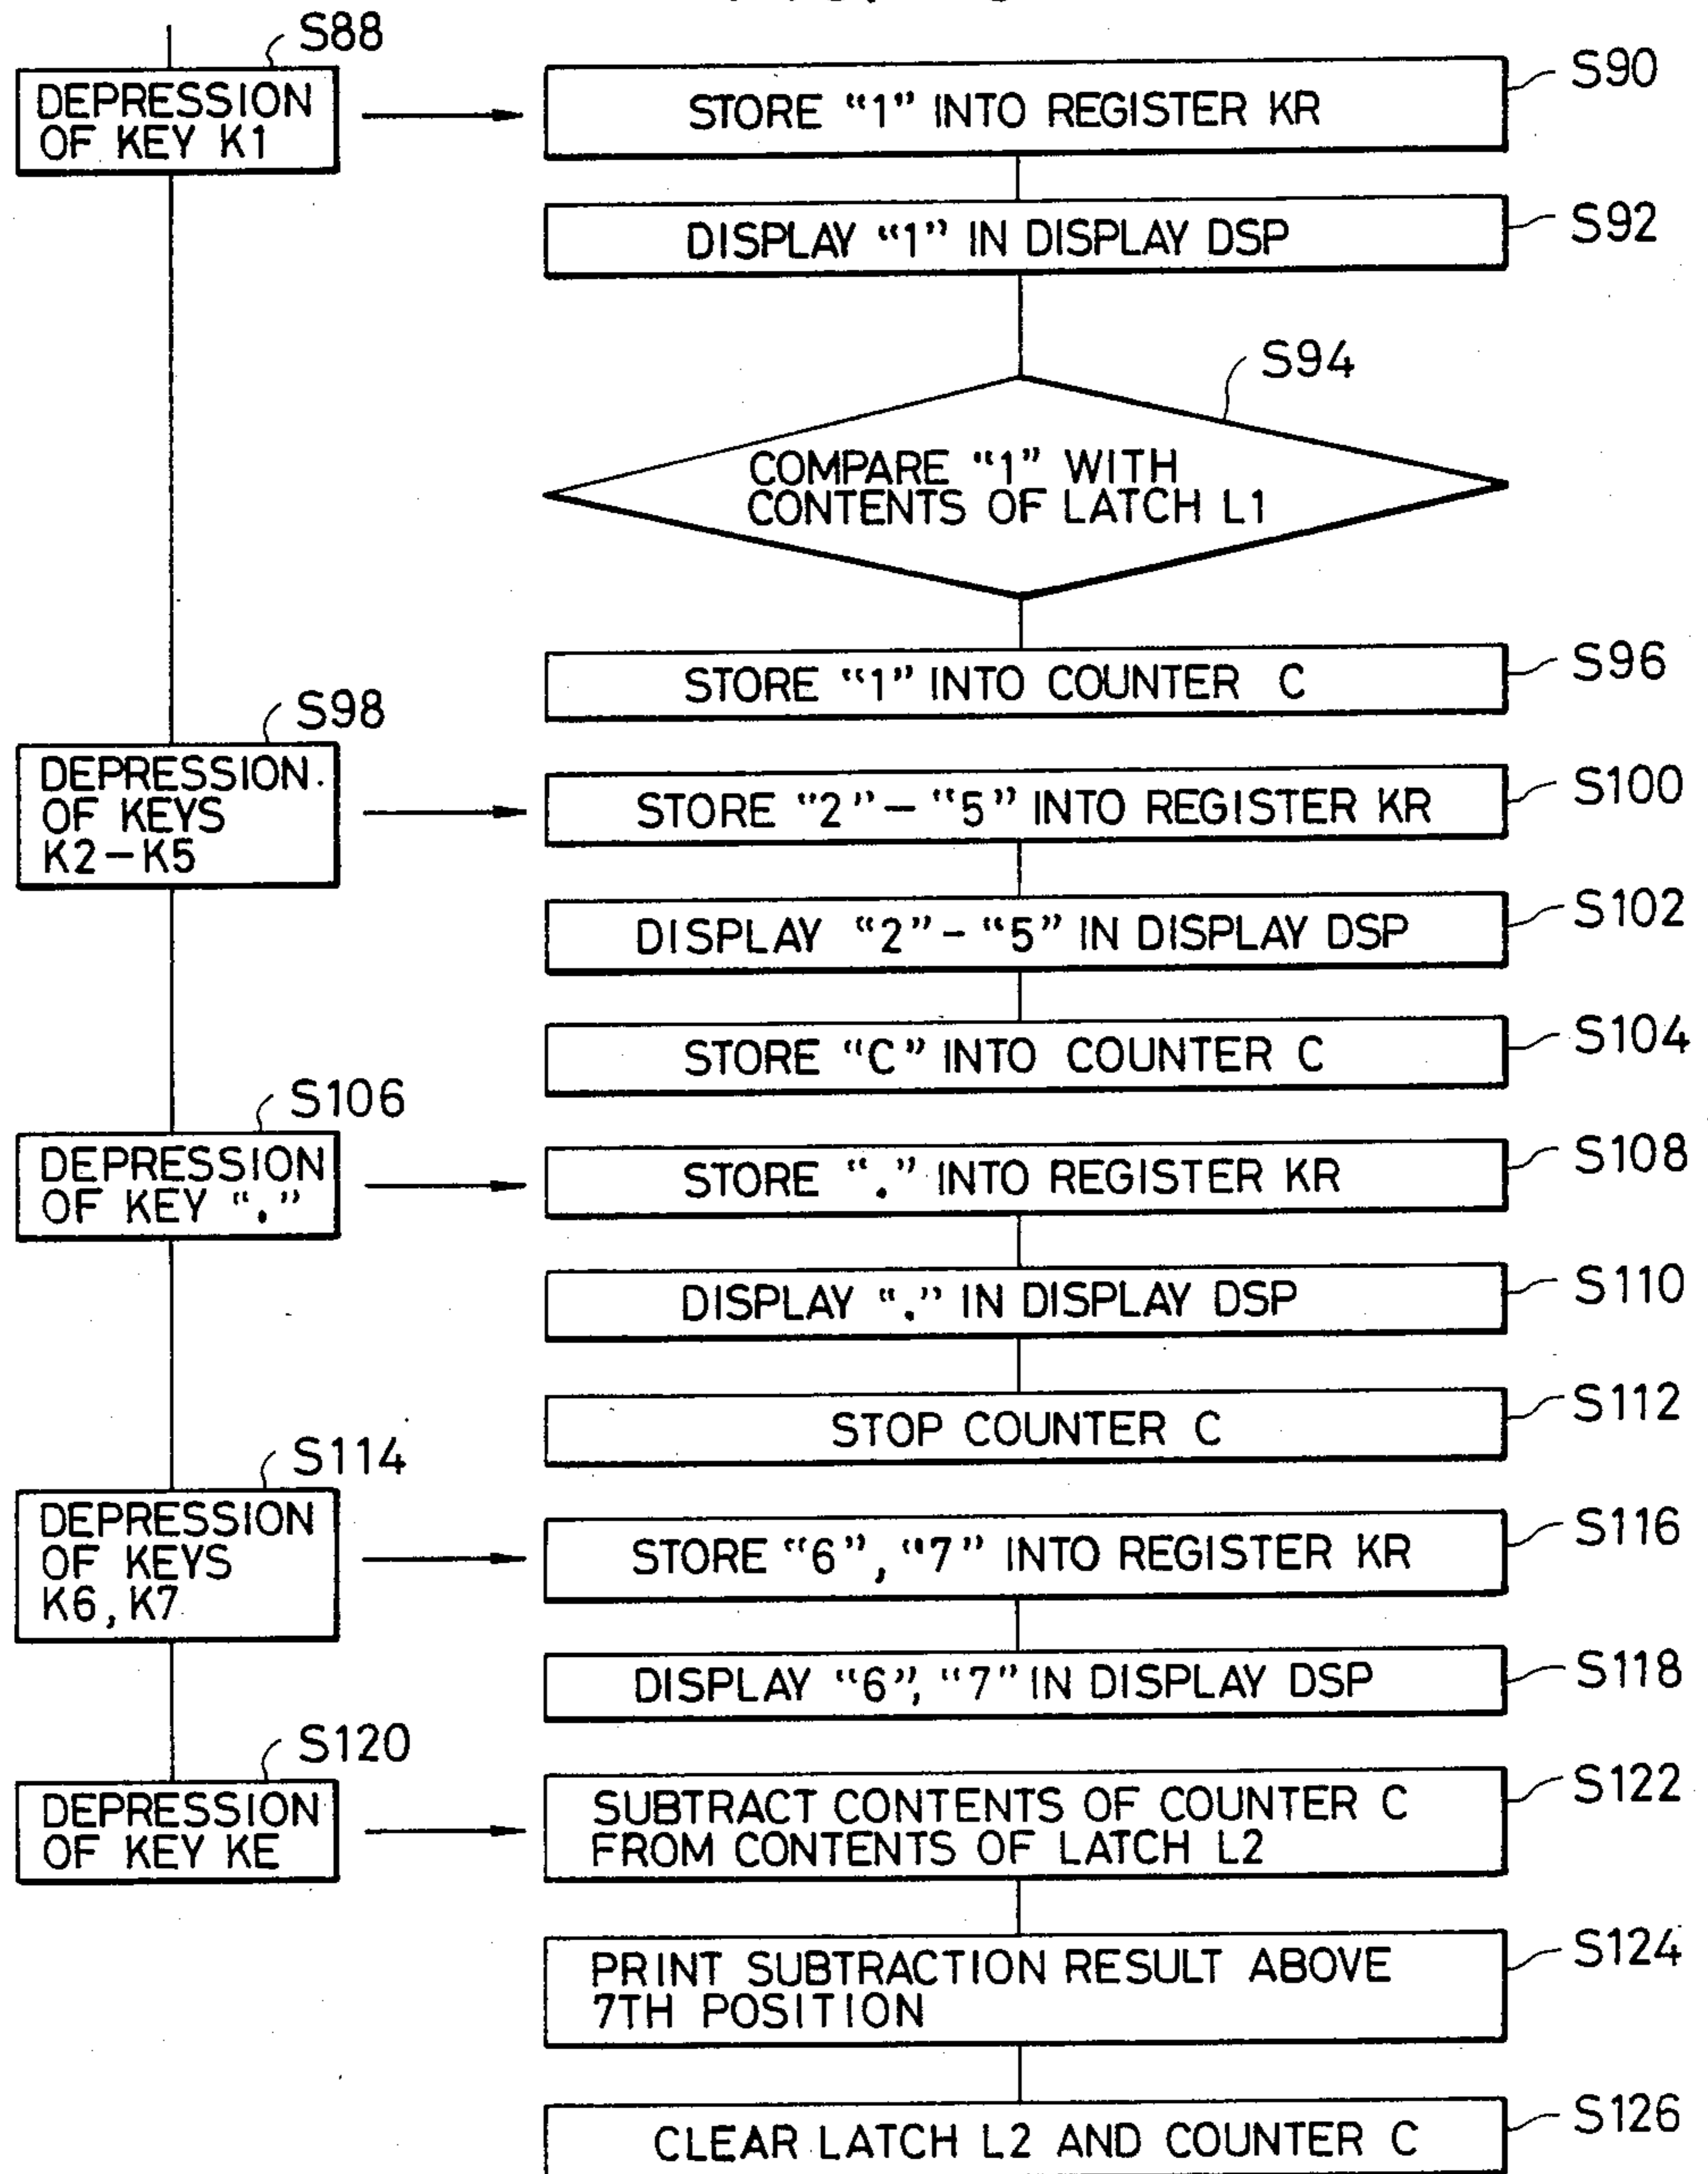 S88
DEPRESSION
OF KEY K1
S90
STORE “1” INTO REGISTER KR
S92
DISPLAY “1” IN DISPLAY DSP
S94
COMPARE “1” WITH
CONTENTS OF LATCH L1
S96
STORE “1” INTO COUNTER C
S98
DEPRESSION
OF KEYS
K2-K5
S100
STORE “2”-“5” INTO REGISTER KR
S102
DISPLAY “2”-“5” IN DISPLAY DSP
S104
STORE “C” INTO COUNTER C
S106
DEPRESSION
OF KEY “.”
S108
STORE “.” INTO REGISTER KR
S110
DISPLAY “.” IN DISPLAY DSP
S112
STOP COUNTER C
S114
DEPRESSION
OF KEYS
K6, K7
S116
STORE “6”, “7” INTO REGISTER KR
S118
DISPLAY “6”, “7” IN DISPLAY DSP
S120
DEPRESSION
OF KEY KE
S122
SUBTRACT CONTENTS OF COUNTER C
FROM CONTENTS OF LATCH L2
S124
PRINT SUBTRACTION RESULT ABOVE
7TH POSITION
S126
CLEAR LATCH L2 AND COUNTER C